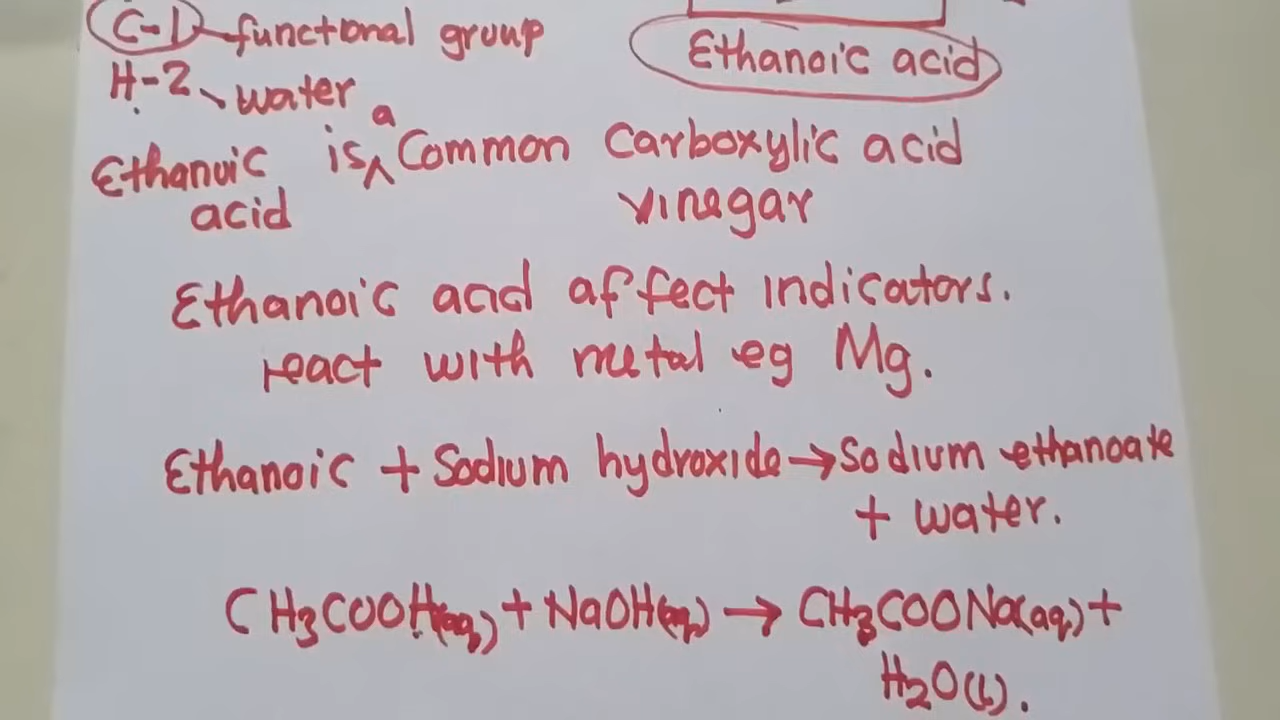 C-1 functional group
Ethanoic acid
H-2 water
Ethanoic acid is a Common Carboxylic acid
vinegar
Ethanoic acid affect indicators.
react with metal eg Mg.
Ethanoic + Sodium hydroxide → Sodium ethanoate
+ water.
CH3COOH(aq) + NaOH(aq) → CH3COONa(aq) +
H2O(l).